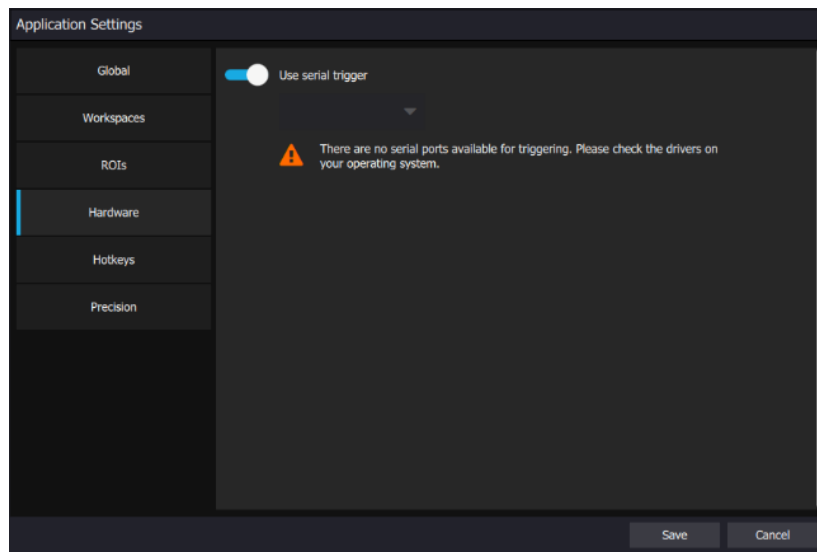 Application Settings
Global
Workspaces
ROIs
Hardware
Hotkeys
Precision
Use serial trigger
There are no serial ports available for triggering. Please check the drivers on
your operating system.
Save
Cancel